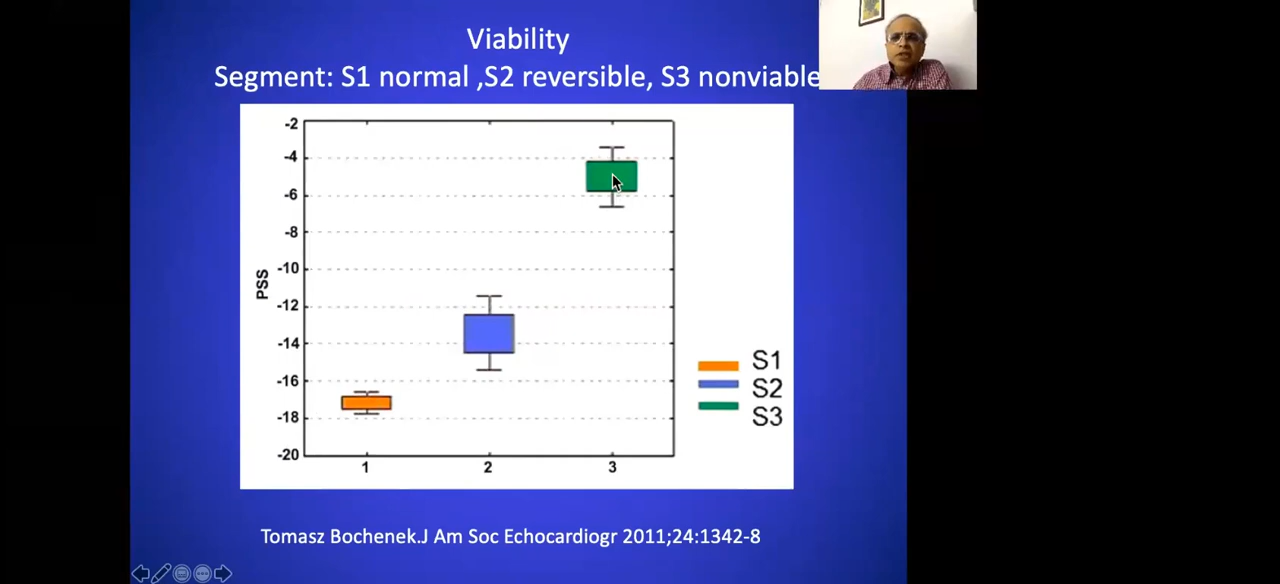 Viability
Segment: S1 normal ,S2 reversible, S3 nonviable
-2
-4
-6
-8
-10
-12
-14
-16
-18
-20
PSS
1 2 3
S1
S2
S3
Tomasz Bochenek.J Am Soc Echocardiogr 2011;24:1342-8